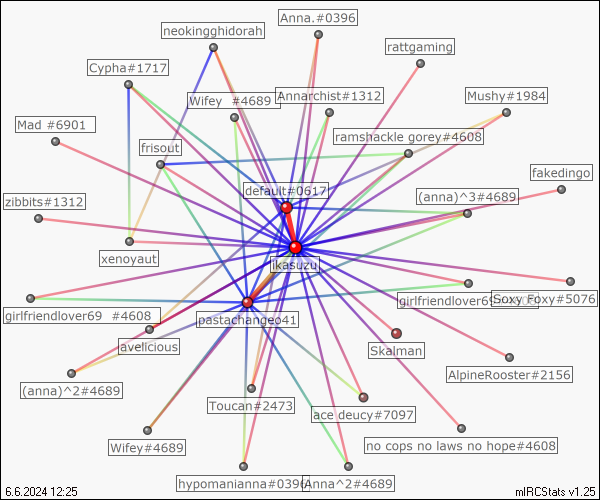 Anna.#0396
neokingghidorah
rattgaming
Cypha#1717
Wifey  #4689
Annarchist#1312
Mushy#1984
Mad #6901
ramshackle gorey#4608
frisout
default#0617
fakedingo
(anna)^3#4689
zibbits#1312
xenoyaut
ikasuzu
girlfriendlover69
Soxy Foxy#5076
girlfriendlover69  #4608
pastachangeo41
avelicious
Skalman
AlpineRooster#2156
(anna)^2#4689
Toucan#2473
ace deucy#7097
Wifey#4689
no cops no laws no hope#4608
hypomanianna#0396
Anna^2#4689
6.6.2024 12:25
mIRCStats v1.25